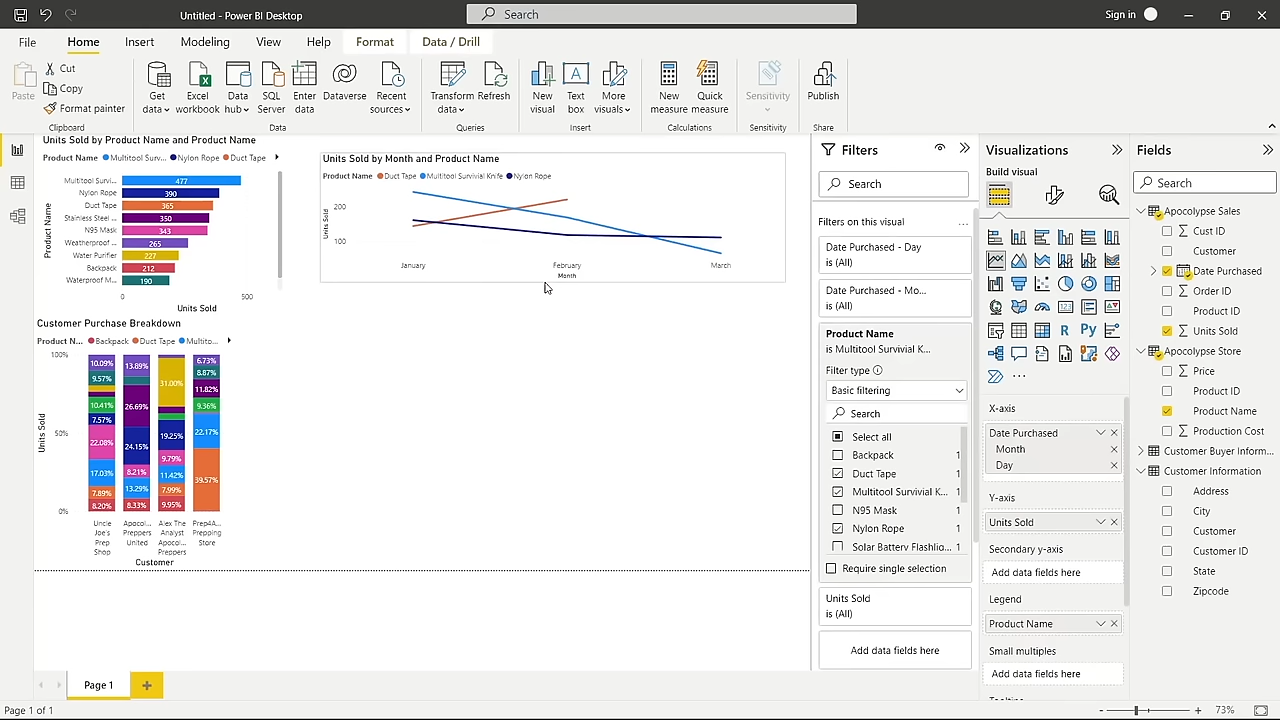 Untitled - Power BI Desktop
Search
Sign in
File Home Insert Modeling View Help Format Data / Drill
Paste
Cut
Copy
Format painter
Get data
Excel workbook
Data hub
SQL Server
Enter data
Dataverse
Recent sources
Transform data
Refresh
New visual
Text box
More visuals
New measure
Quick measure
Sensitivity
Publish
Clipboard Data Queries Insert Calculations Sensitivity Share
Units Sold by Product Name and Product Name
Product Name Multitool Surv... Nylon Rope Duct Tape
Product Name
Multitool Survi... 477
Nylon Rope 390
Duct Tape 365
Stainless Steel ... 350
N95 Mask 343
Weatherproof ... 265
Water Purifier 227
Backpack 212
Waterproof M... 190
0 500
Units Sold
Units Sold by Month and Product Name
Product Name Duct Tape Multitool Survivial Knife Nylon Rope
Units Sold
200
100
January February March
Month
Customer Purchase Breakdown
Product N... Backpack Duct Tape Multito...
Units Sold
100%
50%
0%
10.09%
9.57%
10.41%
7.57%
22.08%
17.03%
7.89%
8.20%
13.89%
26.69%
24.15%
8.21%
13.29%
8.33%
31.00%
19.25%
9.79%
11.42%
7.99%
9.95%
6.73%
8.87%
11.82%
9.36%
22.17%
39.57%
Uncle Joe's Prep Shop
Apocol... Preppers United
Alex The Analyst Apocol... Preppers
Prep4A... Prepping Store
Customer
Filters
Search
Filters on this visual ...
Date Purchased - Day
is (All)
Date Purchased - Mo...
is (All)
Product Name
is Multitool Survivial K...
Filter type
Basic filtering
Search
Select all
Backpack 1
Duct Tape 1
Multitool Survivial K... 1
N95 Mask 1
Nylon Rope 1
Solar Battery Flashlig... 1
Require single selection
Units Sold
is (All)
Add data fields here
Visualizations
Build visual
123
R
Py
...
X-axis
Date Purchased
Month
Day
Y-axis
Units Sold
Secondary y-axis
Add data fields here
Legend
Product Name
Small multiples
Add data fields here
Tooltips
Fields
Search
Apocolypse Sales
Cust ID
Customer
Date Purchased
Order ID
Product ID
Units Sold
Apocolypse Store
Price
Product ID
Product Name
Production Cost
Customer Buyer Inform...
Customer Information
Address
City
Customer
Customer ID
State
Zipcode
Page 1
Page 1 of 1
- + 73%